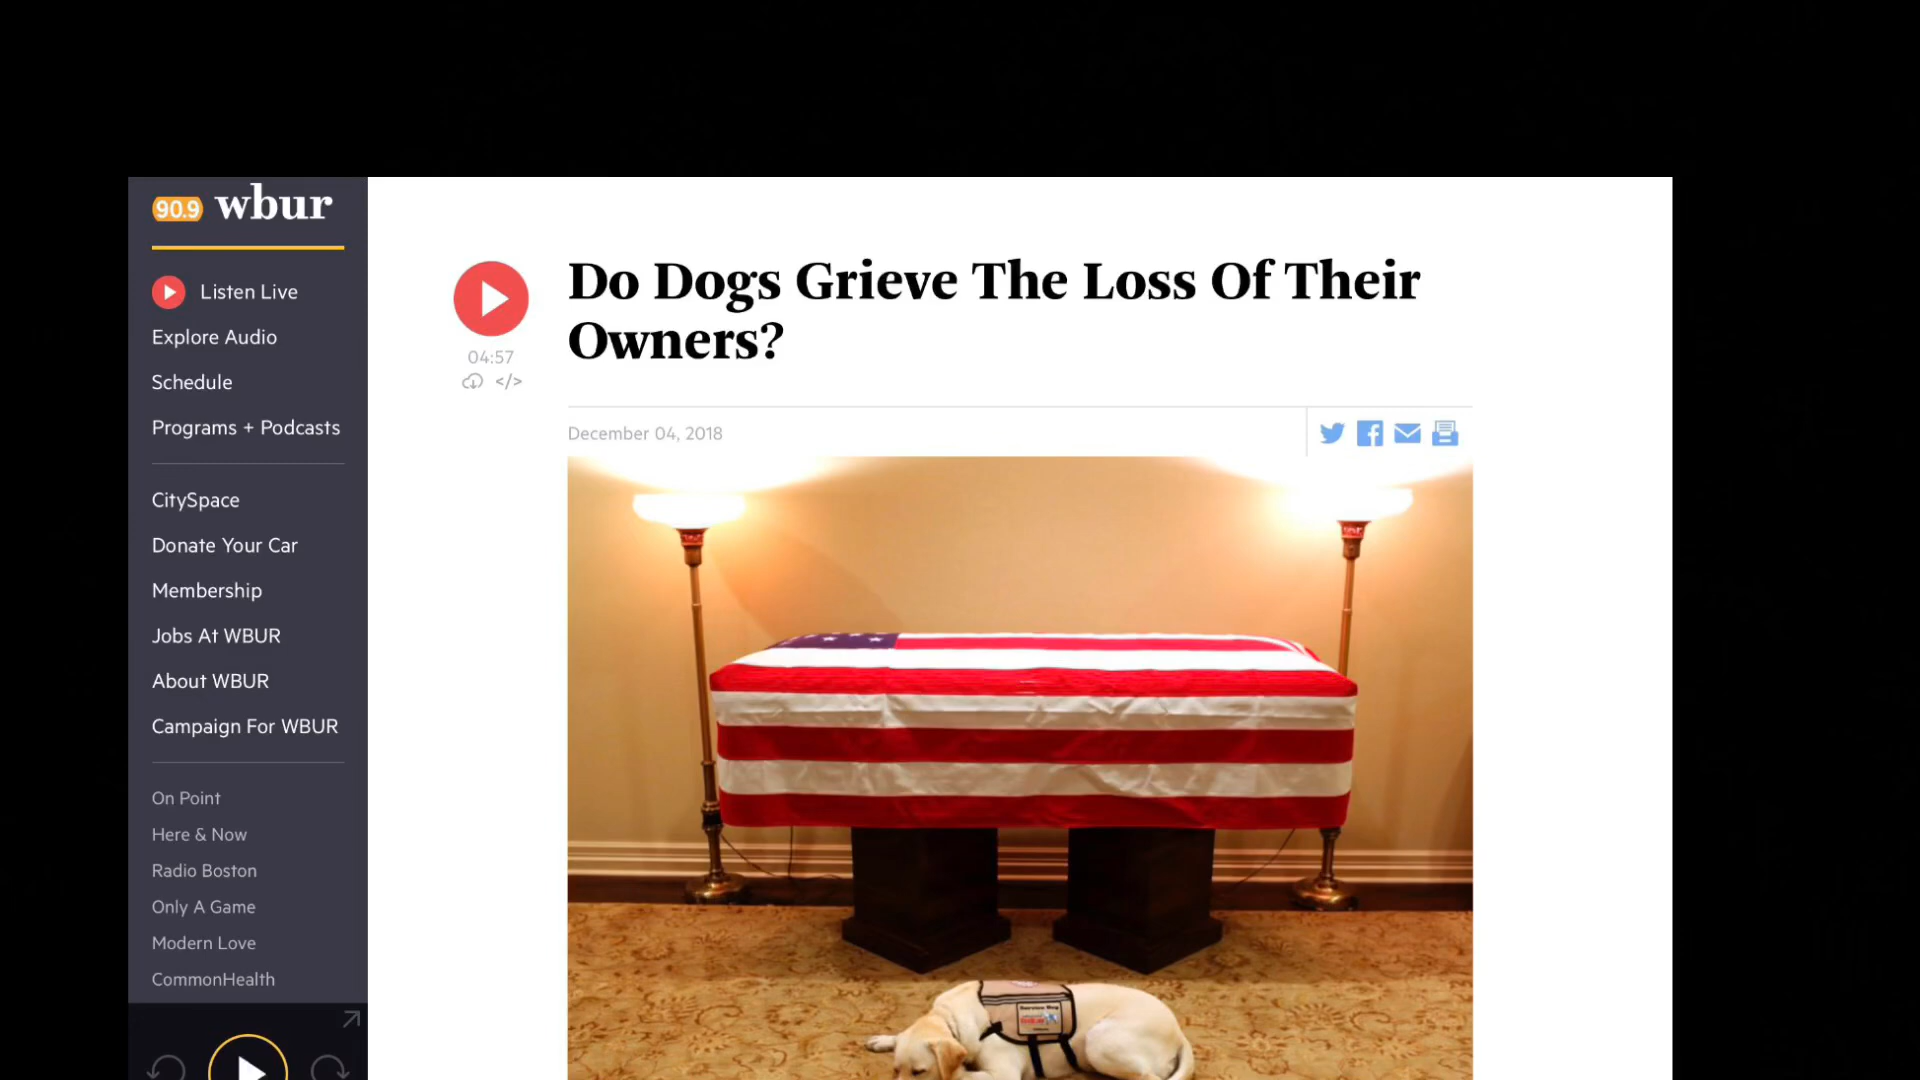 90.9 wbur
Listen Live
Explore Audio
Schedule
Programs + Podcasts
CitySpace
Donate Your Car
Membership
Jobs At WBUR
About WBUR
Campaign For WBUR
On Point
Here & Now
Radio Boston
Only A Game
Modern Love
CommonHealth
Do Dogs Grieve The Loss Of Their
Owners?
04:57
</>
December 04, 2018